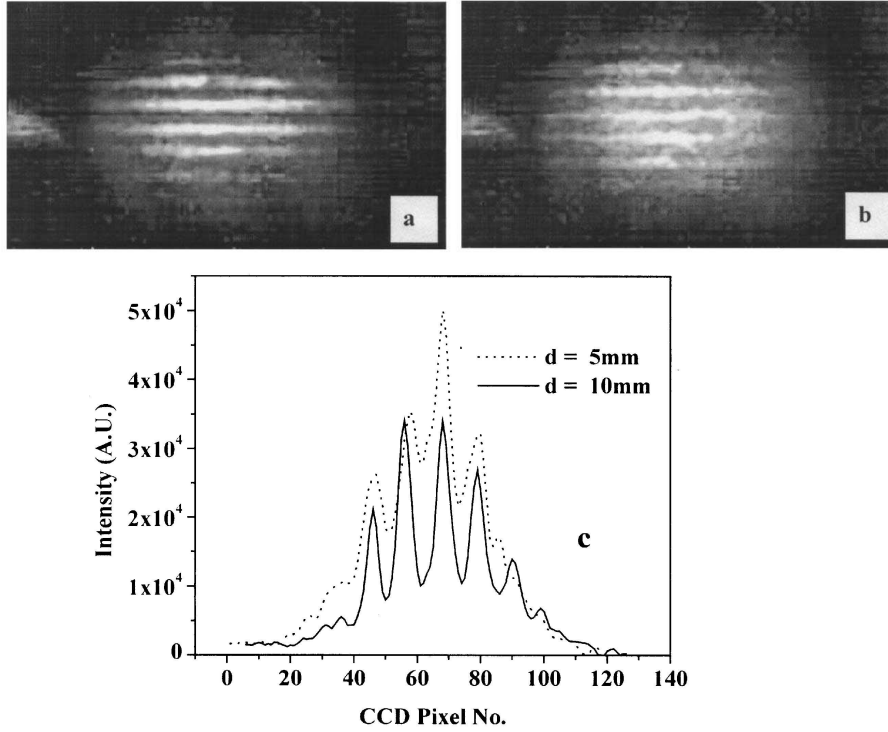 a
b
5x10⁴
4x10⁴
3x10⁴
2x10⁴
1x10⁴
0
Intensity (A.U.)
d = 5mm
d = 10mm
c
0 20 40 60 80 100 120 140
CCD Pixel No.